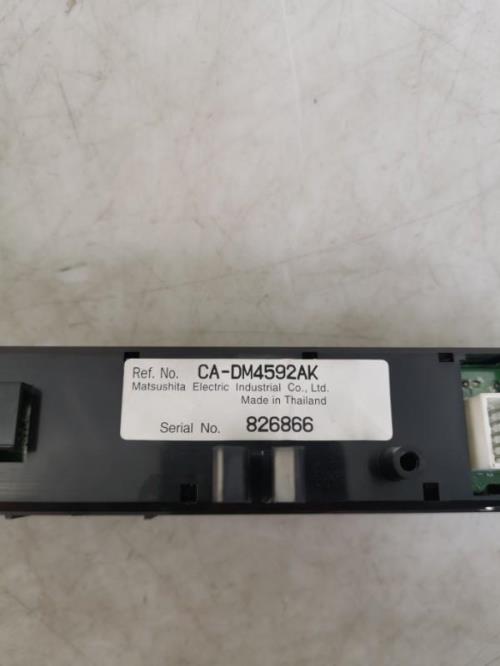 Ref. No. CA-DM4592AK
Matsushita Electric Industrial Co., Ltd.
Made in Thailand
Serial No. 826866